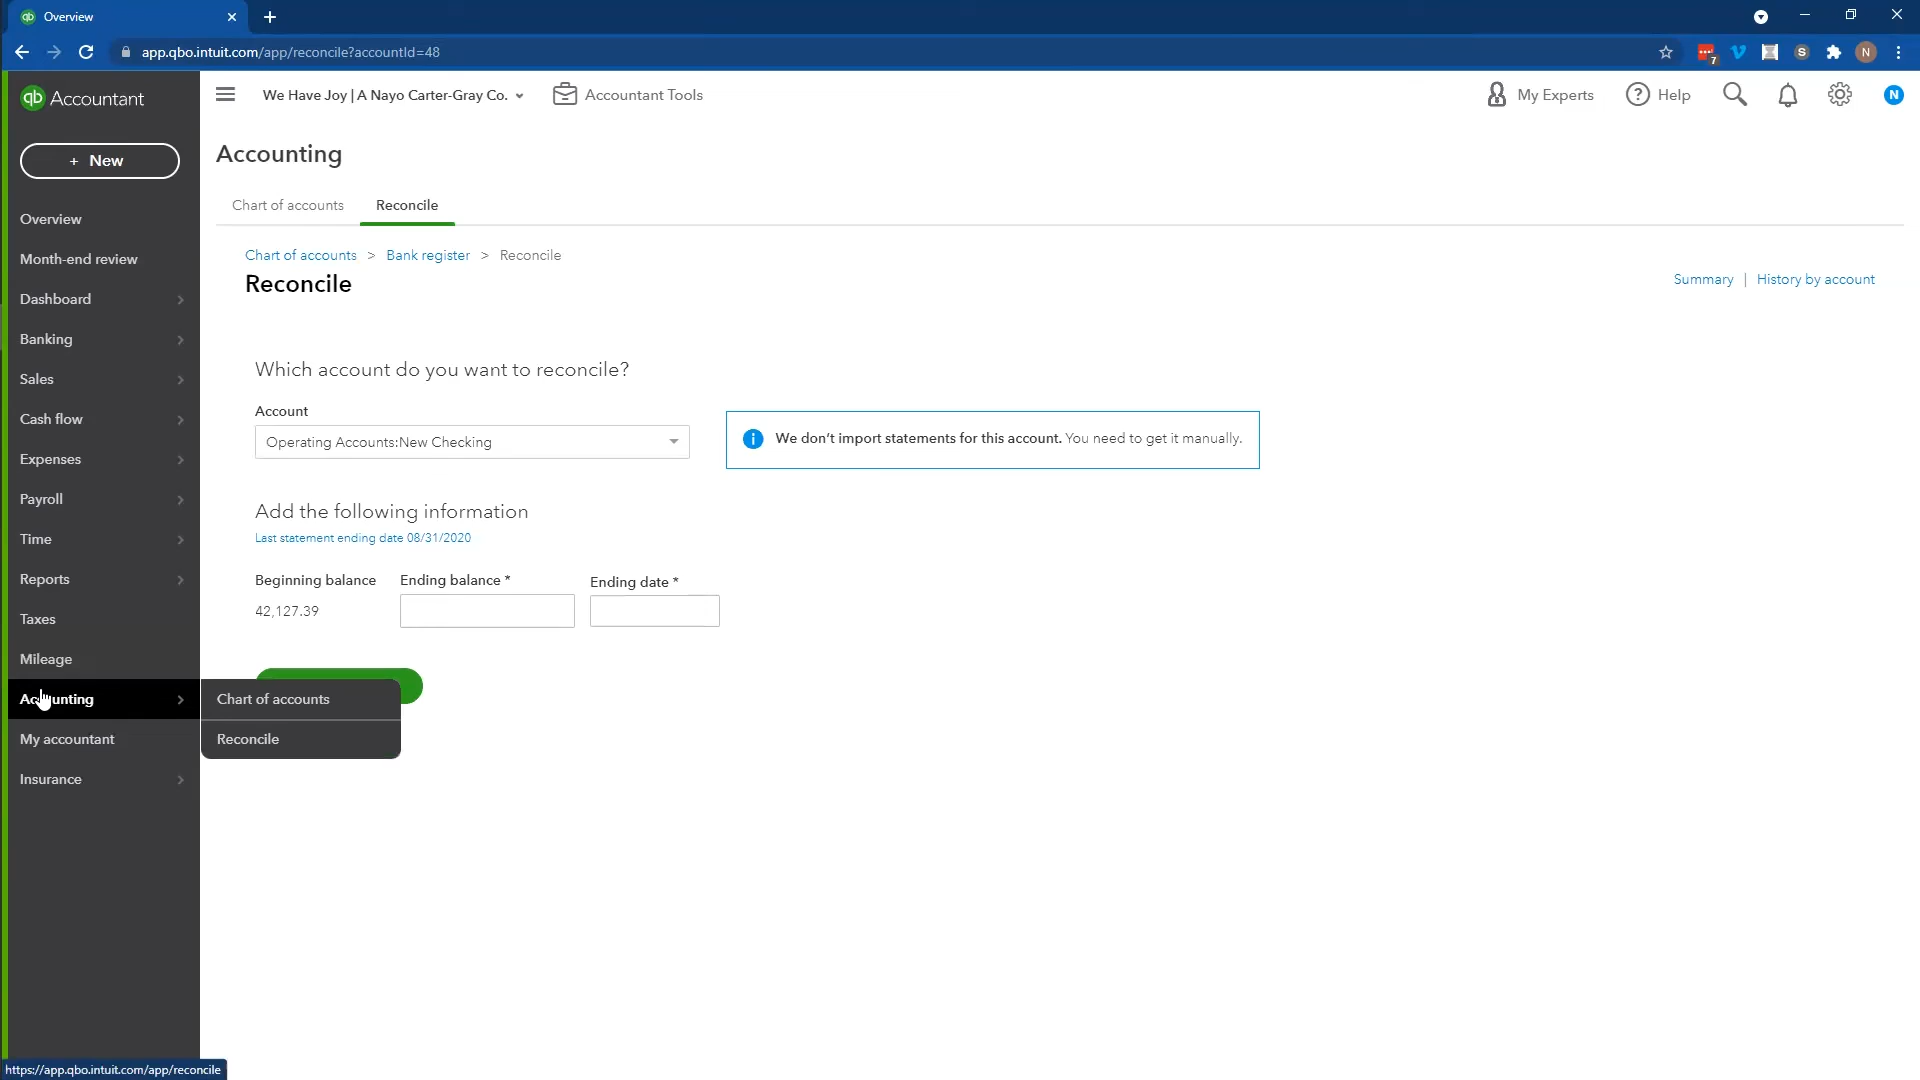 Overview
app.qbo.intuit.com/app/reconcile?accountId=48
7
S
N
qb Accountant
We Have Joy | A Nayo Carter-Gray Co.
Accountant Tools
My Experts
Help
N
+ New
Accounting
Chart of accounts
Reconcile
Overview
Month-end review
Dashboard
Banking
Sales
Cash flow
Expenses
Payroll
Time
Reports
Taxes
Mileage
Accounting
My accountant
Insurance
Chart of accounts
Reconcile
Chart of accounts > Bank register > Reconcile
Reconcile
Summary | History by account
Which account do you want to reconcile?
Account
Operating Accounts:New Checking
We don't import statements for this account. You need to get it manually.
Add the following information
Last statement ending date 08/31/2020
Beginning balance
Ending balance *
Ending date *
42,127.39
https://app.qbo.intuit.com/app/reconcile